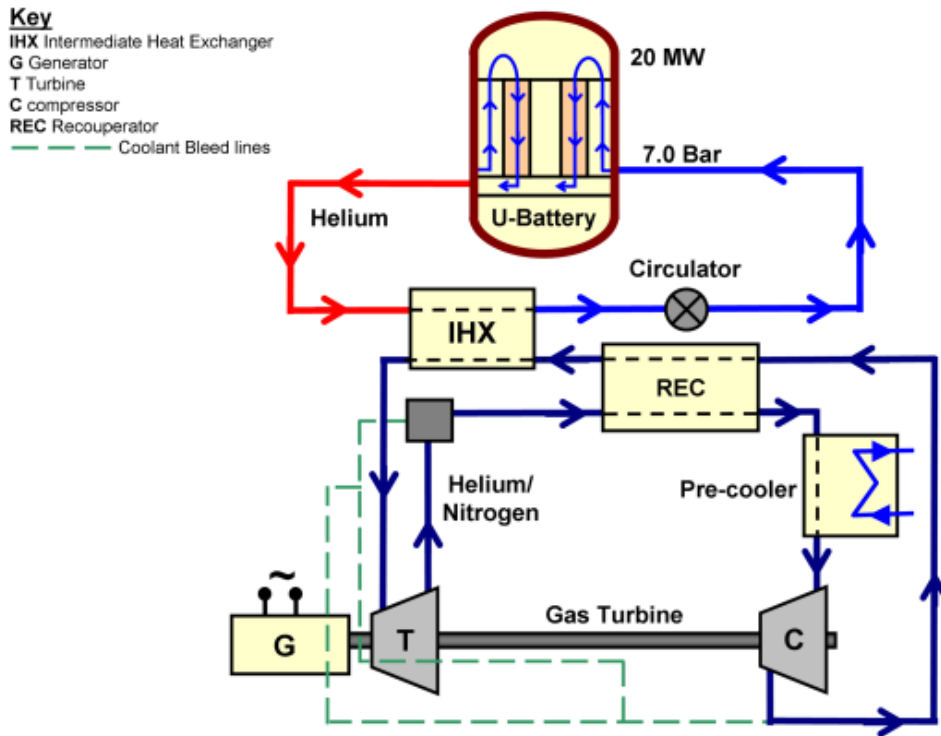 Key
IHX Intermediate Heat Exchanger
G Generator
T Turbine
C compressor
REC Recouperator
Coolant Bleed lines
20 MW
7.0 Bar
U-Battery
Helium
Circulator
IHX
REC
Helium/
Nitrogen
Pre-cooler
~
Gas Turbine
G
T
C